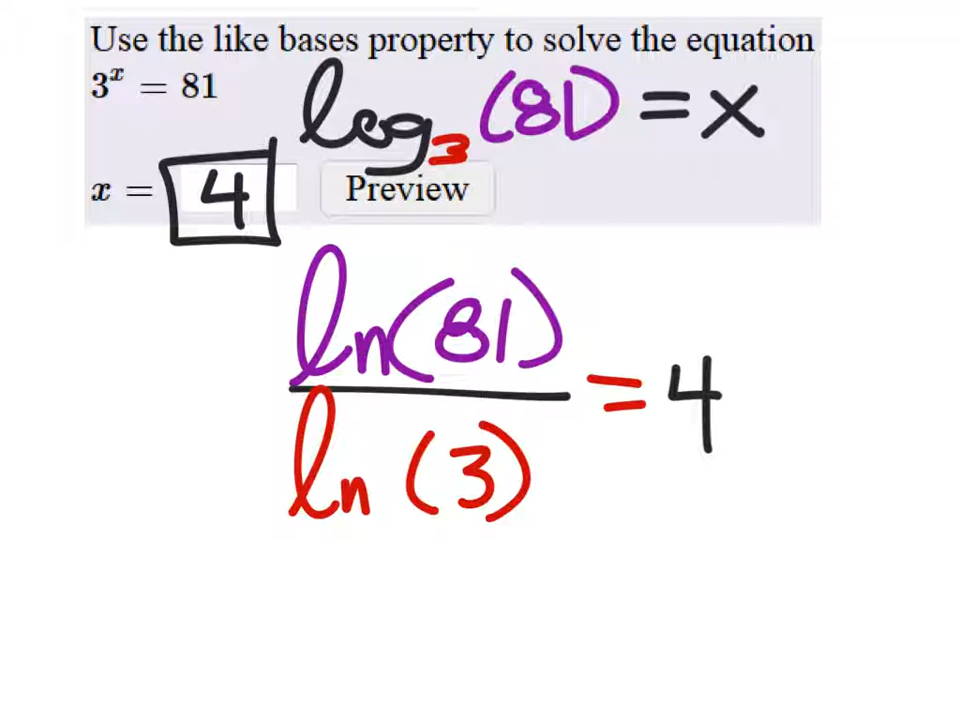 Use the like bases property to solve the equation
3ˣ = 81 log₃(81) = x
x = 4 Preview
ln(81)
ln(3) = 4